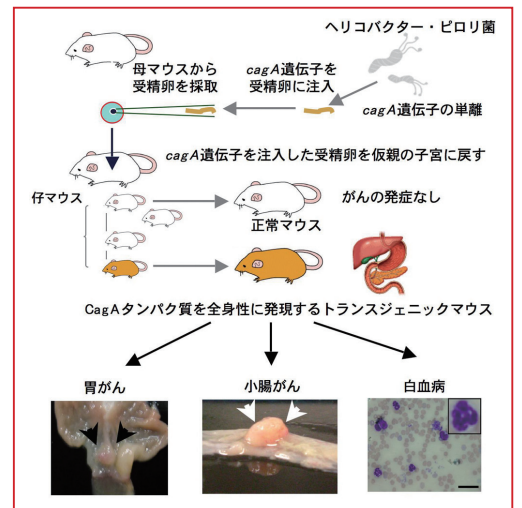 ヘリコバクター・ピロリ菌
母マウスから
受精卵を採取
cagA遺伝子を
受精卵に注入
cagA遺伝子の単離
cagA遺伝子を注入した受精卵を仮親の子宮に戻す
仔マウス
がんの発症なし
正常マウス
CagAタンパク質を全身性に発現するトランスジェニックマウス
胃がん
小腸がん
白血病